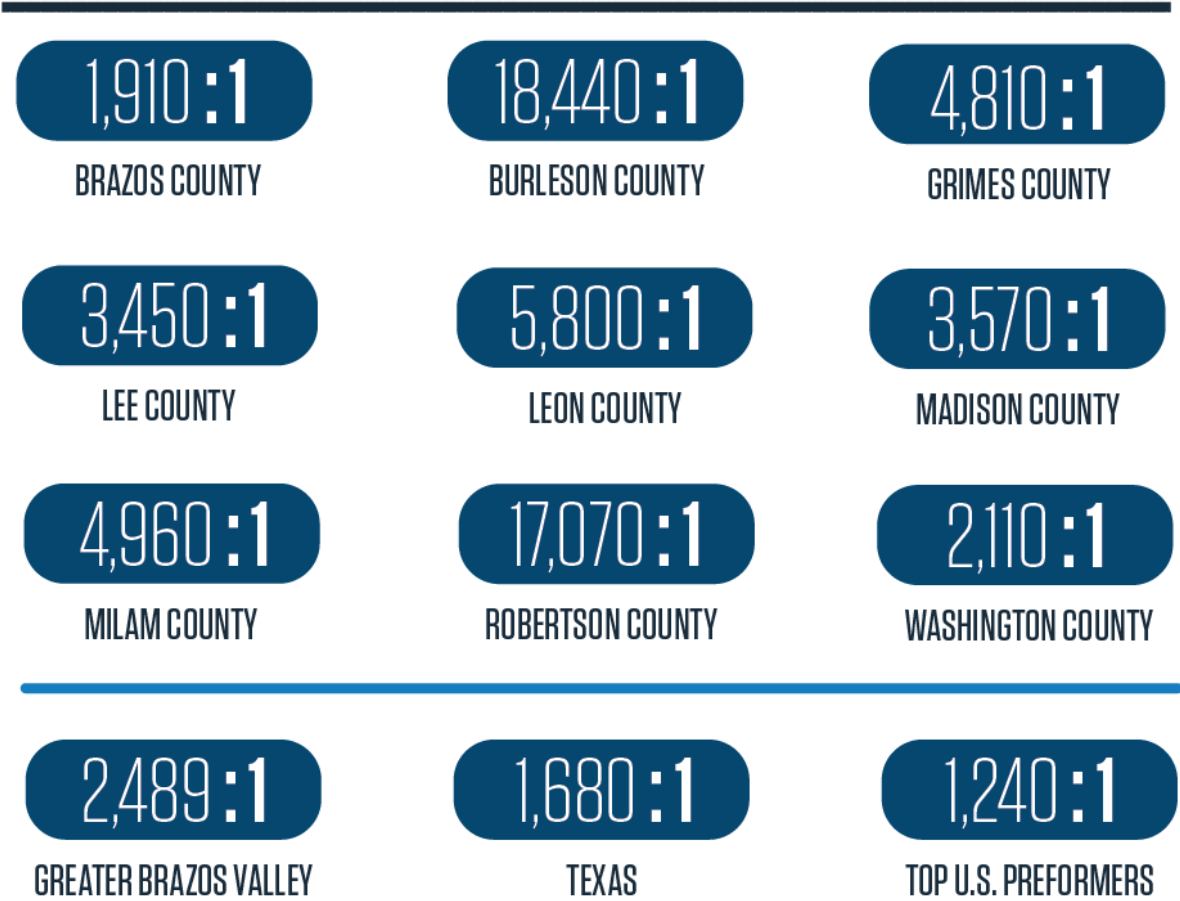 1,910 :1
18,440 :1
4,810 :1
BRAZOS COUNTY
BURLESON COUNTY
GRIMES COUNTY
3,450 :1
5,800 :1
3,570 :1
LEE COUNTY
LEON COUNTY
MADISON COUNTY
4,960 :1
17,070 :1
2,110 :1
MILAM COUNTY
ROBERTSON COUNTY
WASHINGTON COUNTY
2,489 :1
1,680 :1
1,240 :1
GREATER BRAZOS VALLEY
TEXAS
TOP U.S. PREFORMERS